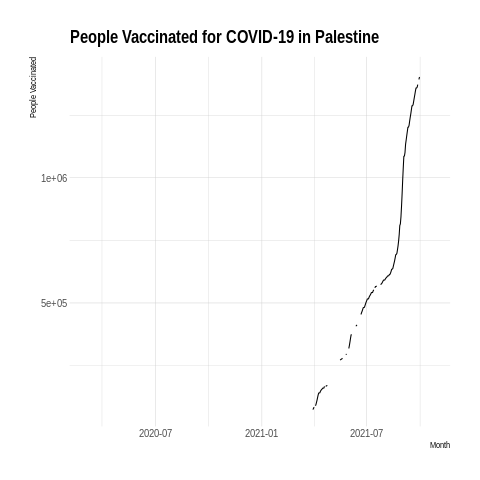 People Vaccinated for COVID-19 in Palestine
People Vaccinated
1e+06
5e+05
2020-07
2021-01
2021-07
Month